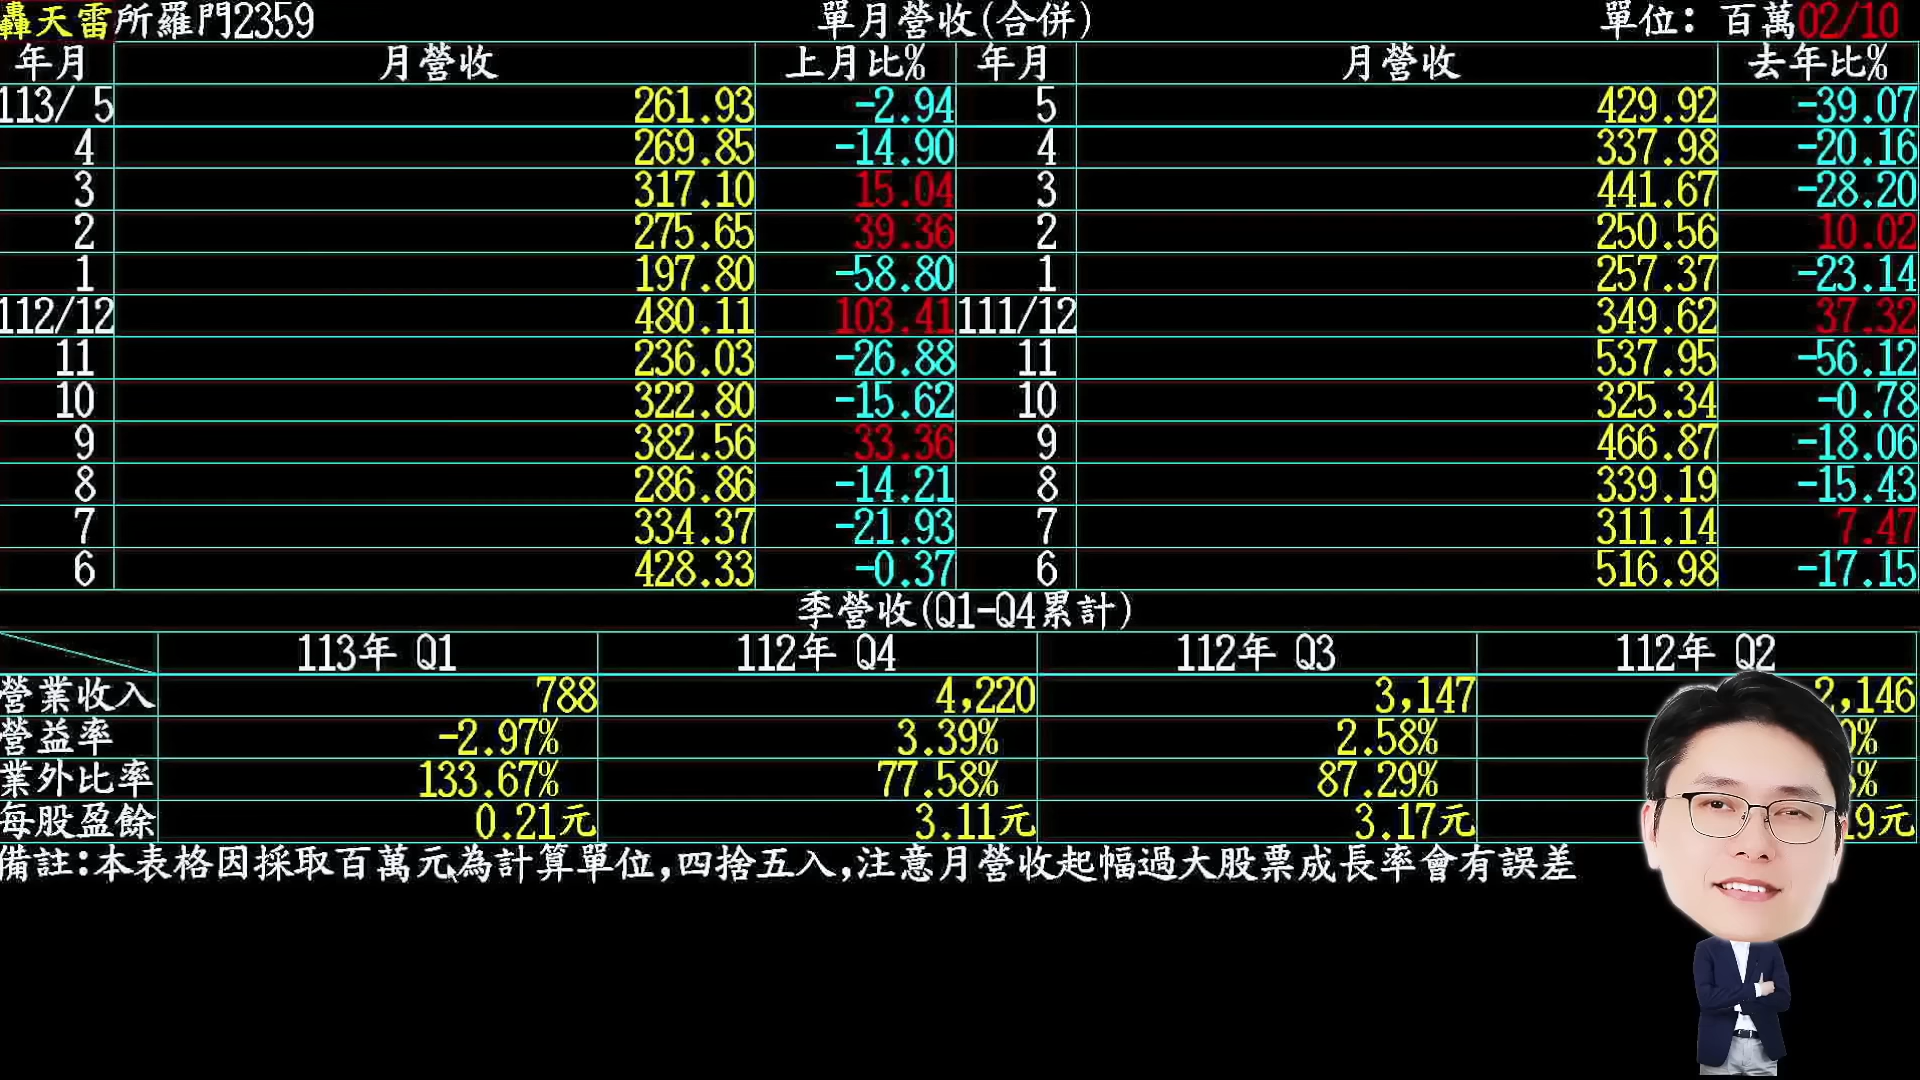 轟天雷所羅門2359 單月營收(合併) 單位: 百萬02/10
年月 月營收 上月比% 年月 月營收 去年比%
113/ 5 261.93 -2.94 5 429.92 -39.07
4 269.85 -14.90 4 337.98 -20.16
3 317.10 15.04 3 441.67 -28.20
2 275.65 39.36 2 250.56 10.02
1 197.80 -58.80 1 257.37 -23.14
112/12 480.11 103.41 111/12 349.62 37.32
11 236.03 -26.88 11 537.95 -56.12
10 322.80 -15.62 10 325.34 -0.78
9 382.56 33.36 9 466.87 -18.06
8 286.86 -14.21 8 339.19 -15.43
7 334.37 -21.93 7 311.14 7.47
6 428.33 -0.37 6 516.98 -17.15
季營收(Q1-Q4累計)
113年 Q1 112年 Q4 112年 Q3 112年 Q2
營業收入 788 4,220 3,147 2,146
營益率 -2.97% 3.39% 2.58%
業外比率 133.67% 77.58% 87.29%
每股盈餘 0.21元 3.11元 3.17元
備註:本表格因採取百萬元為計算單位,四捨五入,注意月營收起幅過大股票成長率會有誤差